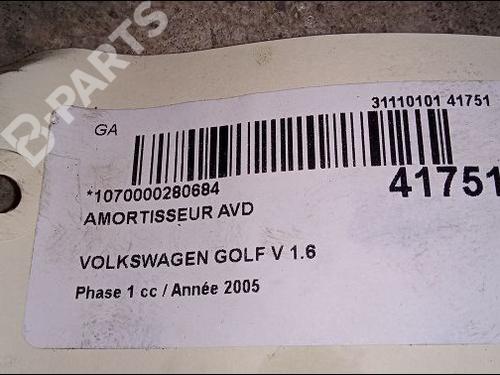 B-PARTS
31110101 41751
GA
*1070000280684
41751
AMORTISSEUR AVD
VOLKSWAGEN GOLF V 1.6
Phase 1 cc / Année 2005